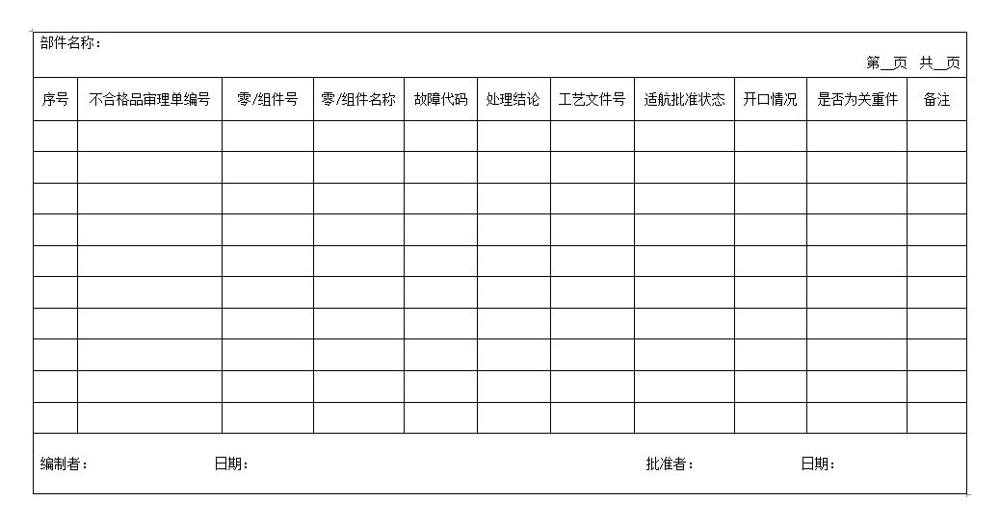 部件名称：
第__页 共__页
序号 不合格品审理单编号 零/组件号 零/组件名称 故障代码 处理结论 工艺文件号 适航批准状态 开口情况 是否为关重件 备注
编制者： 日期： 批准者： 日期：